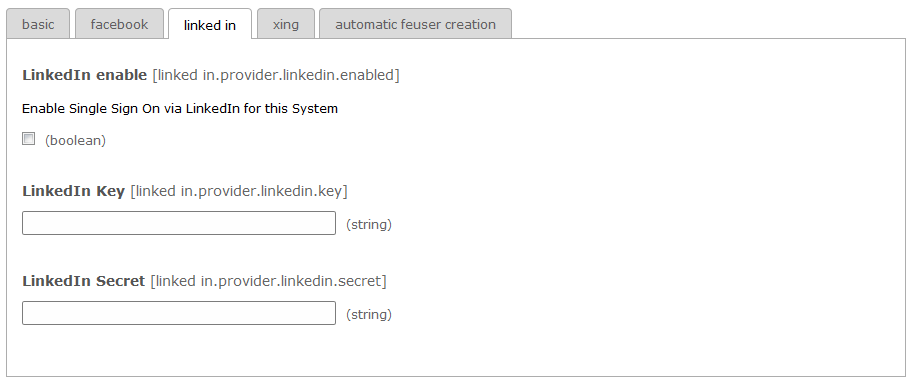 basic facebook linked in xing automatic feuser creation
LinkedIn enable [linked in.provider.linkedin.enabled]
Enable Single Sign On via LinkedIn for this System
(boolean)
LinkedIn Key [linked in.provider.linkedin.key]
(string)
LinkedIn Secret [linked in.provider.linkedin.secret]
(string)